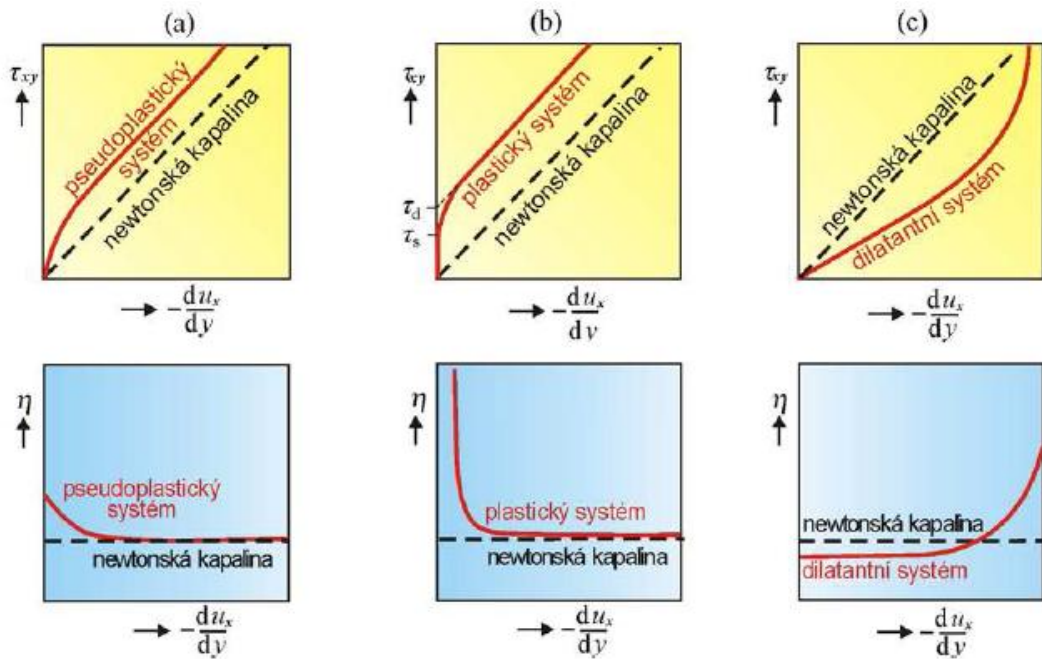 (a)
(b)
(c)
τxy
pseudoplastický
systém
newtonská kapalina
τxy
τd
τs
plastický systém
newtonská kapalina
τxy
newtonská kapalina
dilatantní systém
- dux
dy
- dux
dv
- dux
dy
η
pseudoplastický
systém
newtonská kapalina
η
plastický systém
newtonská kapalina
η
newtonská kapalina
dilatantní systém
- dux
dy
- dux
dy
- dux
dy